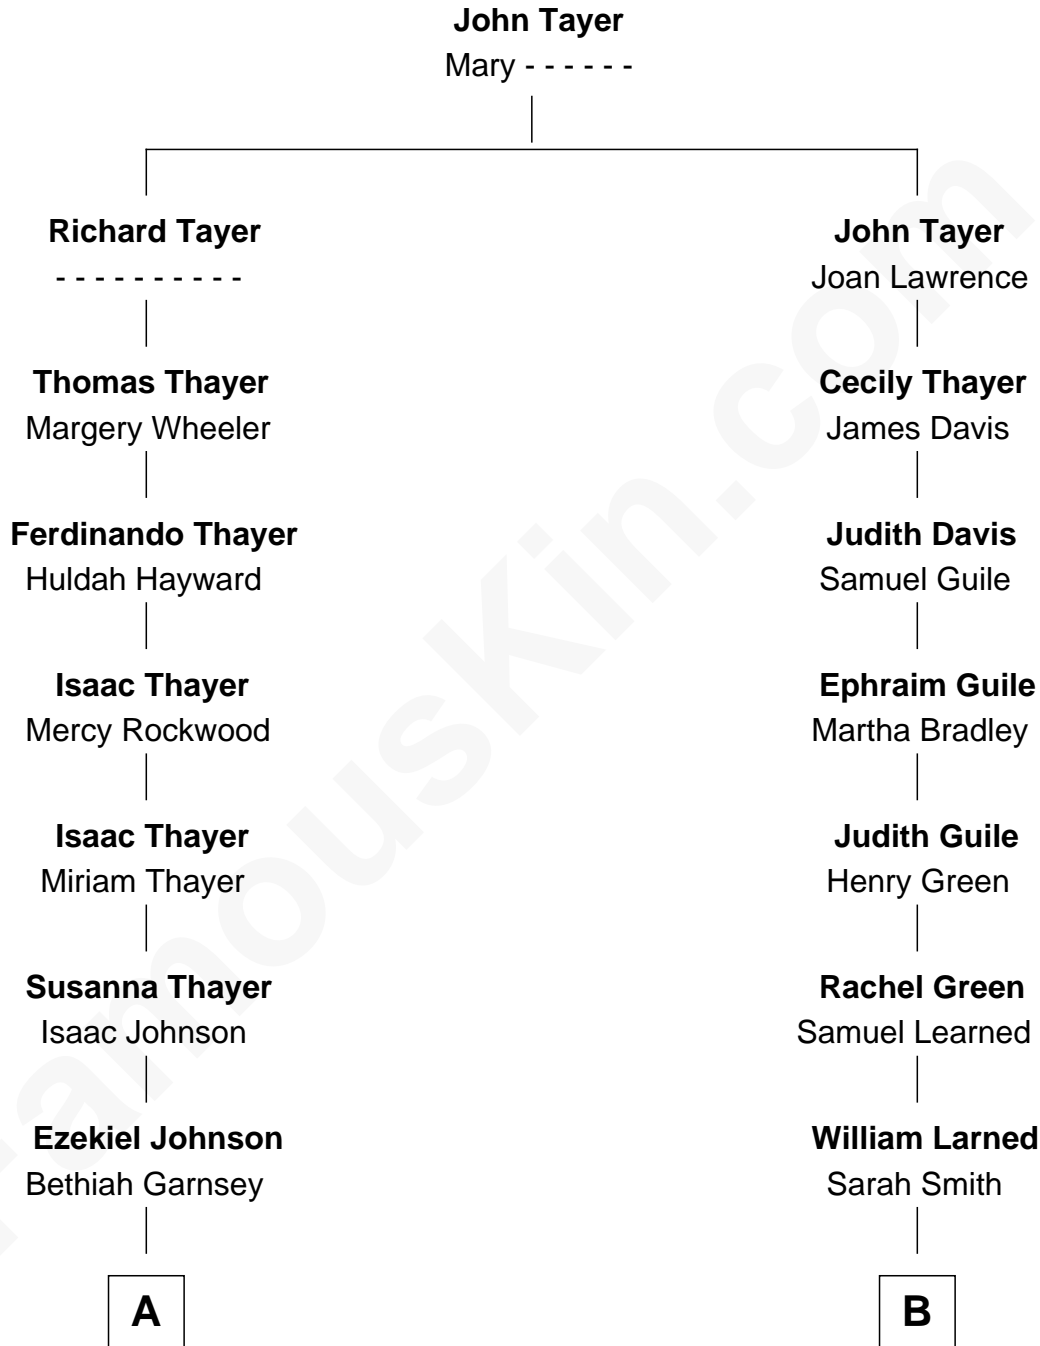 John Tayer
Mary - - - - - -
Richard Tayer
- - - - - - - - - -
John Tayer
Joan Lawrence
Thomas Thayer
Margery Wheeler
Cecily Thayer
James Davis
Ferdinando Thayer
Huldah Hayward
Judith Davis
Samuel Guile
Isaac Thayer
Mercy Rockwood
Ephraim Guile
Martha Bradley
Isaac Thayer
Miriam Thayer
Judith Guile
Henry Green
Susanna Thayer
Isaac Johnson
Rachel Green
Samuel Learned
Ezekiel Johnson
Bethiah Garnsey
William Larned
Sarah Smith
A
B
FamousKin.com